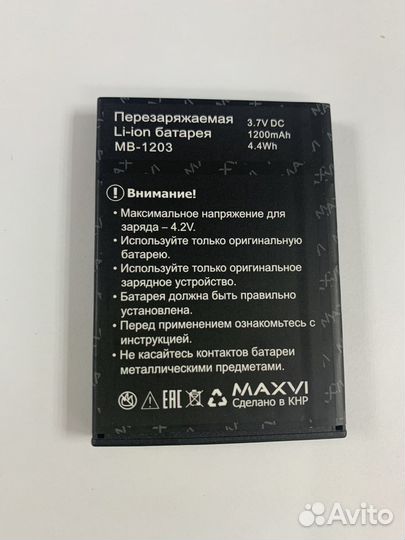 Перезаряжаемая
Li-ion батарея
MB-1203
3.7V DC
1200mAh
4.4Wh
Внимание!
• Максимальное напряжение для
заряда – 4.2V.
• Используйте только оригинальную
батарею.
• Используйте только оригинальное
зарядное устройство.
• Батарея должна быть правильно
установлена.
• Перед применением ознакомьтесь с
инструкцией.
• Не касайтесь контактов батареи
металлическими предметами.
EAC
MAXVI
Сделано в КНР
Avito